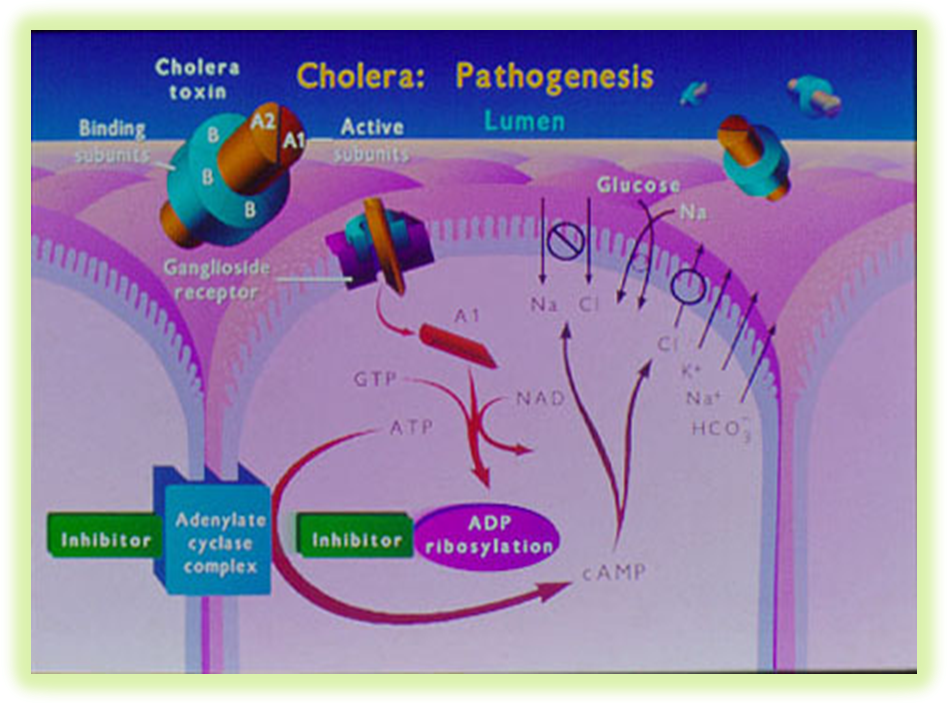 Cholera: Pathogenesis
Cholera
toxin
Lumen
Binding
subunits
B
B
B
A2
A1
Active
subunits
Glucose
Na
Ganglioside
receptor
A1
Na
Cl
Cl
K⁺
Na⁺
HCO₃⁻
GTP
NAD
ATP
Inhibitor
Adenylate
cyclase
complex
Inhibitor
ADP
ribosylation
cAMP